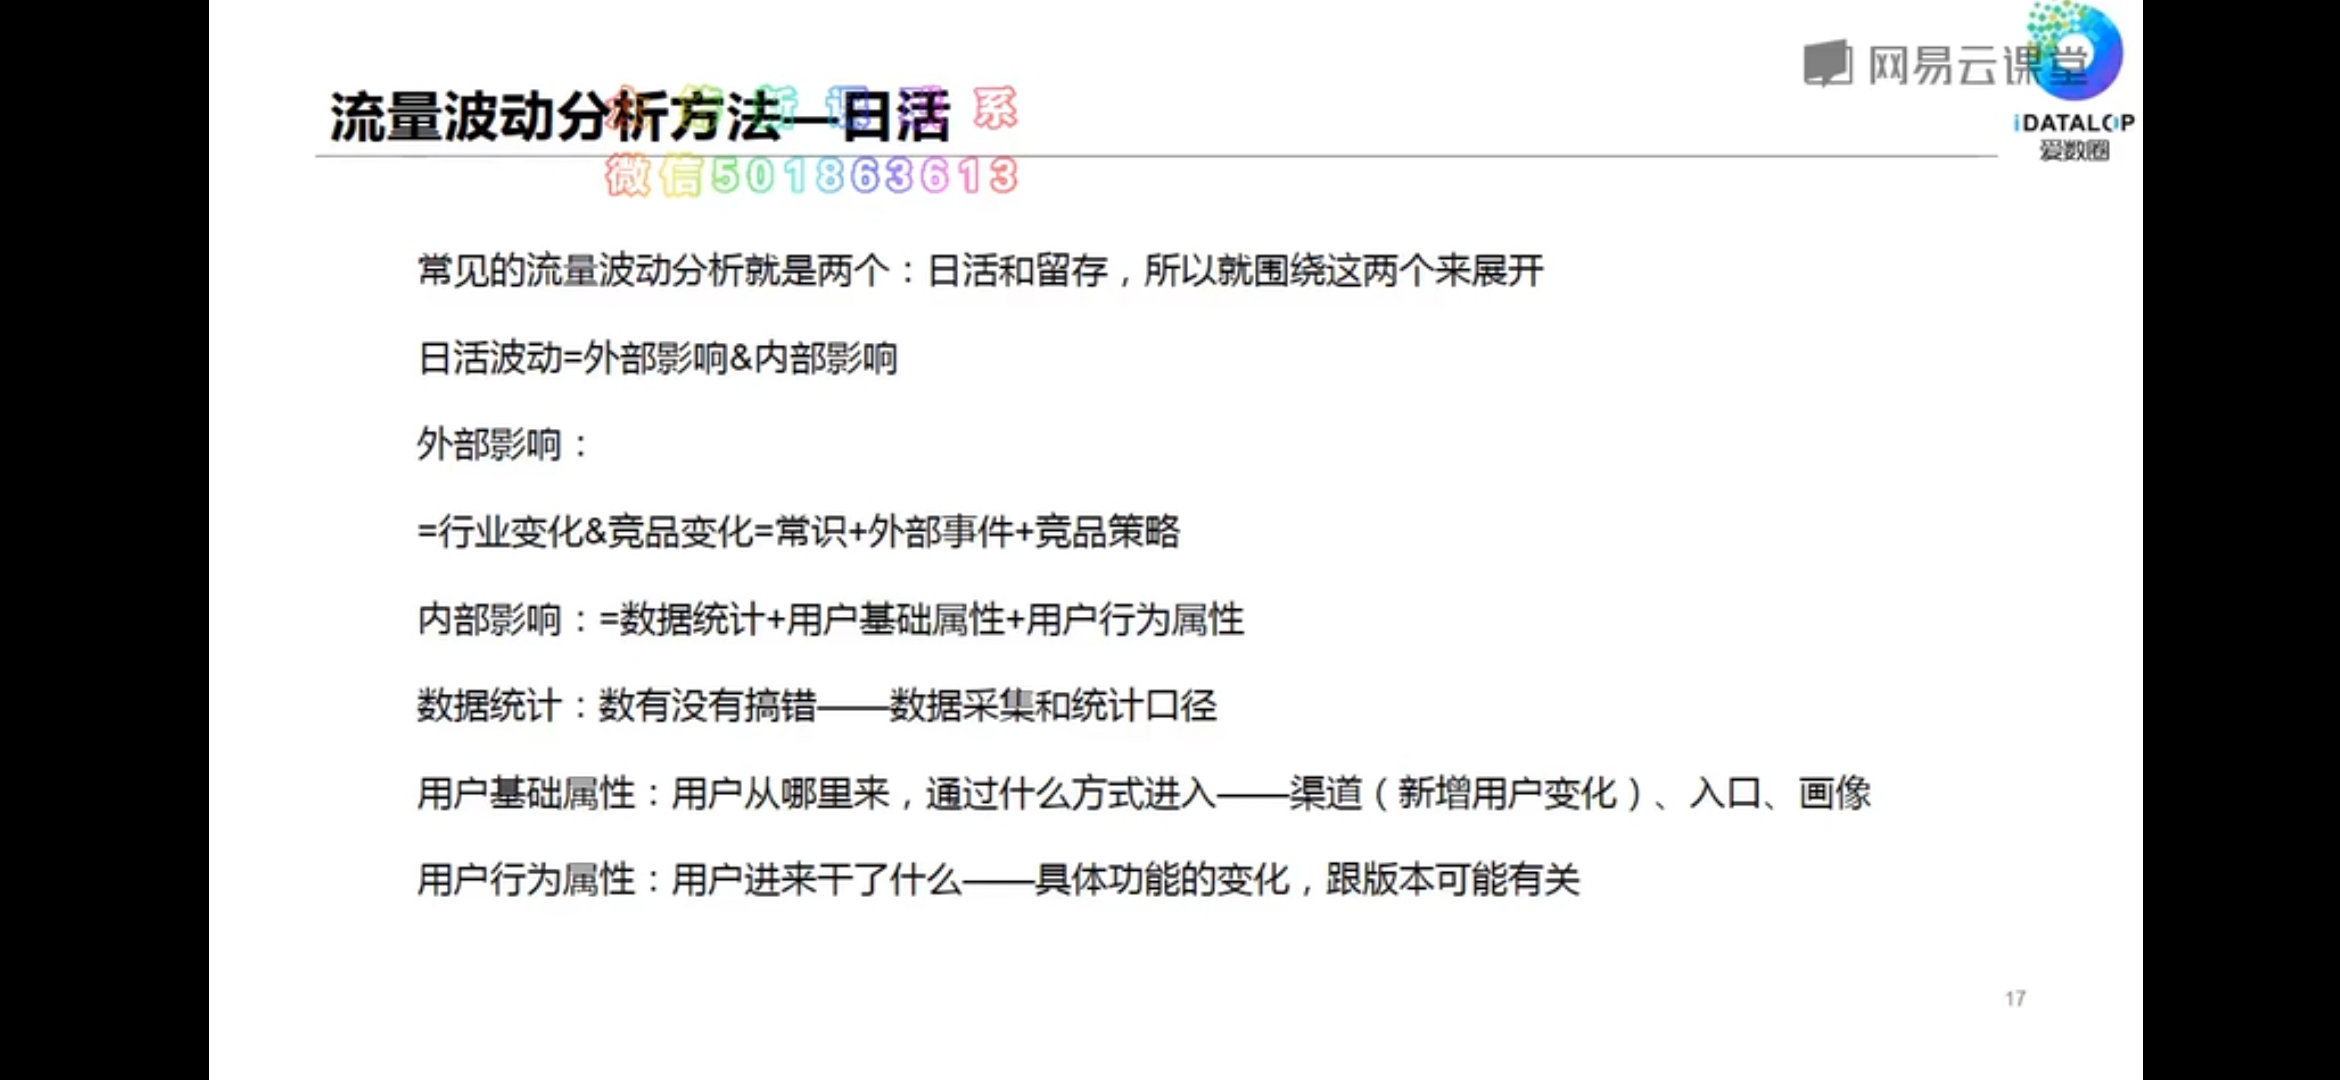 网易云课堂
iDATALOP
爱数圈
流量波动分析方法—日活
系
微信501863613
常见的流量波动分析就是两个：日活和留存，所以就围绕这两个来展开
日活波动=外部影响&内部影响
外部影响：
=行业变化&竞品变化=常识+外部事件+竞品策略
内部影响：=数据统计+用户基础属性+用户行为属性
数据统计：数有没有搞错——数据采集和统计口径
用户基础属性：用户从哪里来，通过什么方式进入——渠道（新增用户变化）、入口、画像
用户行为属性：用户进来干了什么——具体功能的变化，跟版本可能有关
17